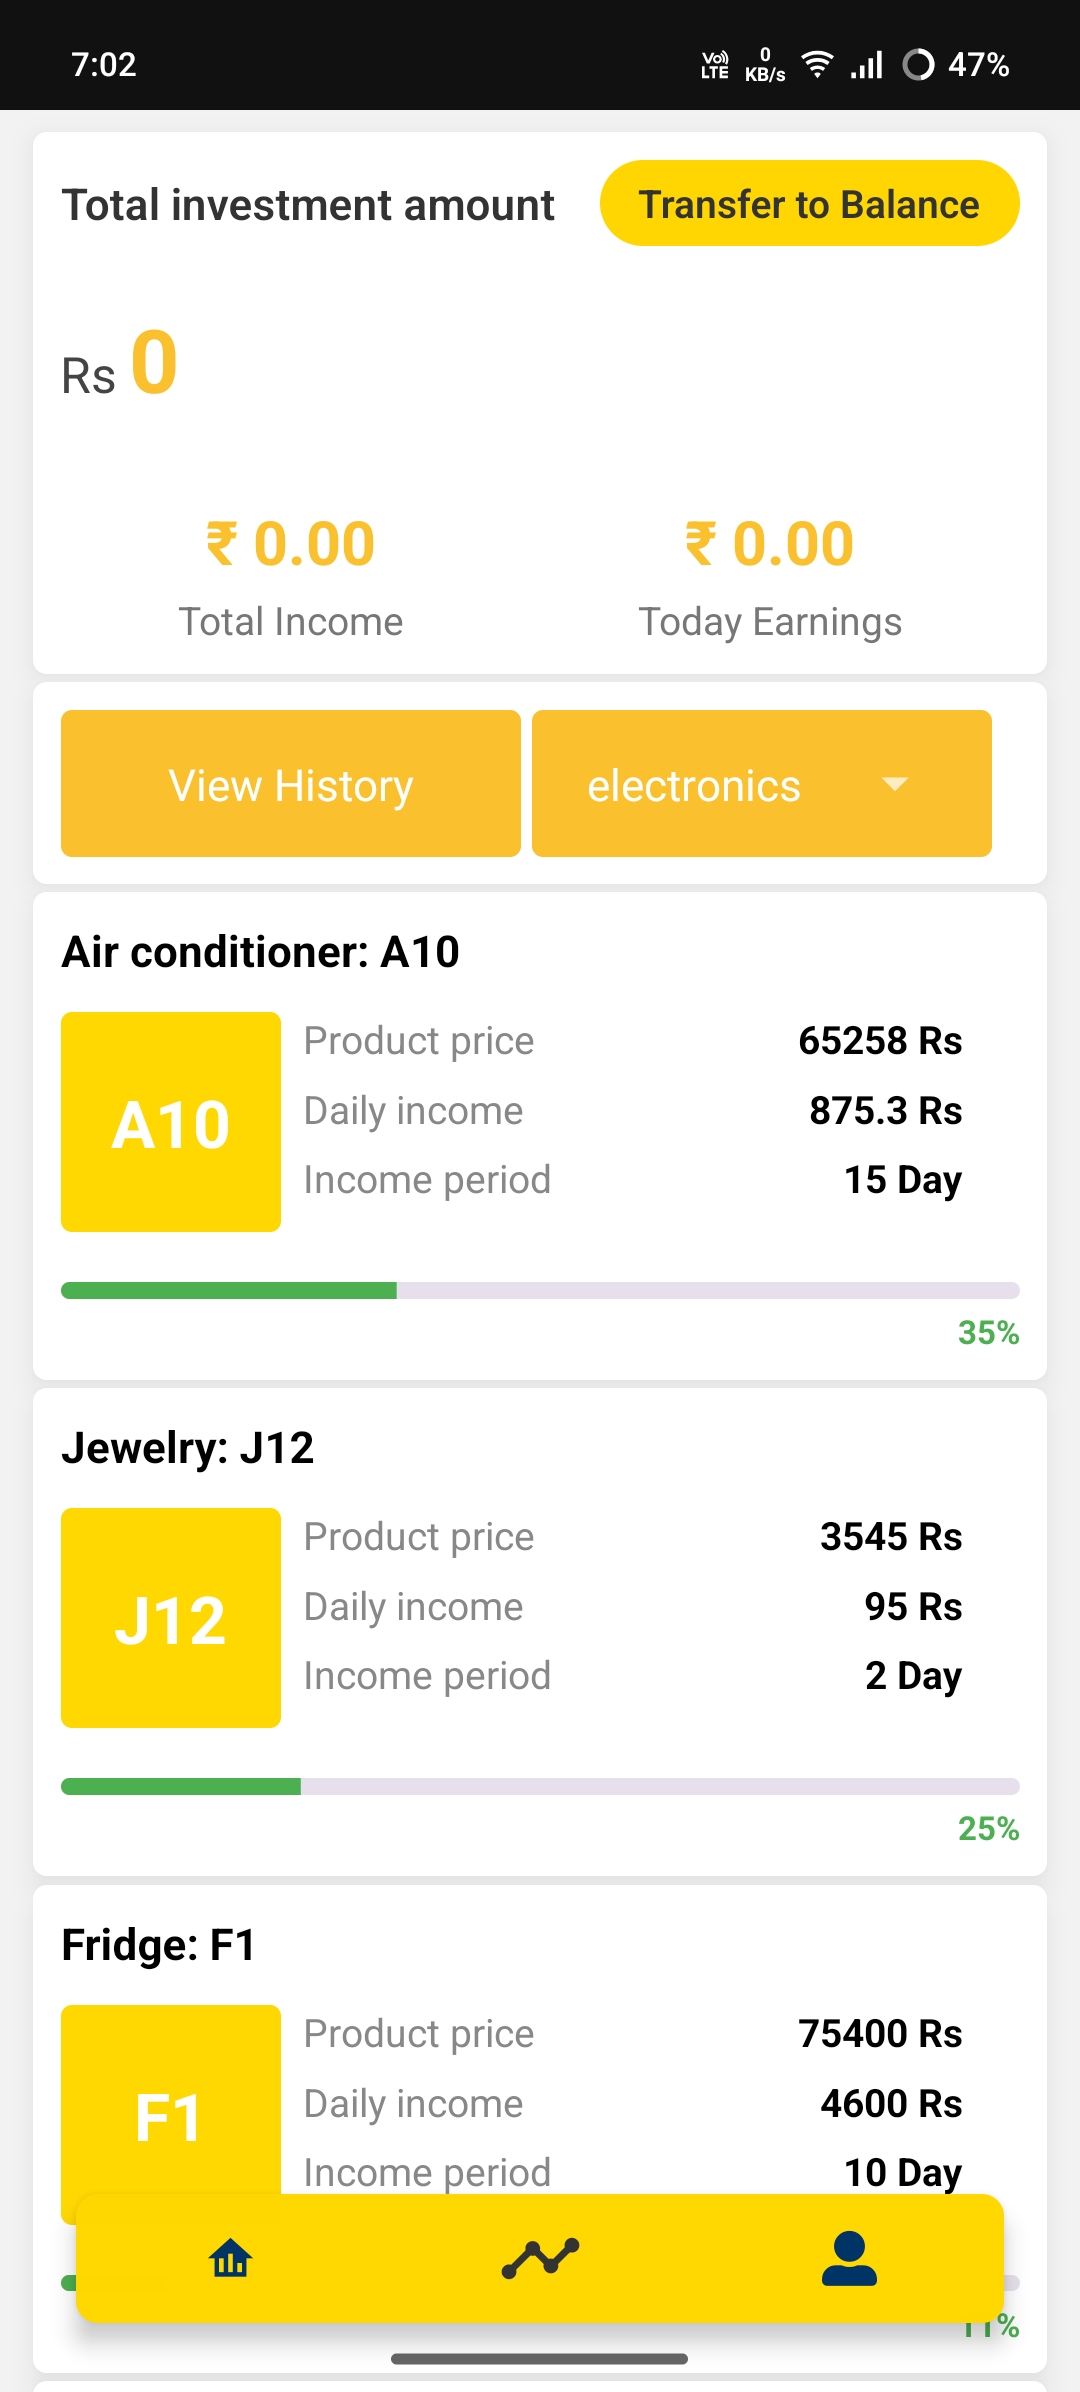 7:02
Vo) LTE 0 KB/s 47%
Total investment amount
Transfer to Balance
Rs 0
₹ 0.00 ₹ 0.00
Total Income Today Earnings
View History electronics
Air conditioner: A10
A10
Product price 65258 Rs
Daily income 875.3 Rs
Income period 15 Day
35%
Jewelry: J12
J12
Product price 3545 Rs
Daily income 95 Rs
Income period 2 Day
25%
Fridge: F1
F1
Product price 75400 Rs
Daily income 4600 Rs
Income period 10 Day
11%